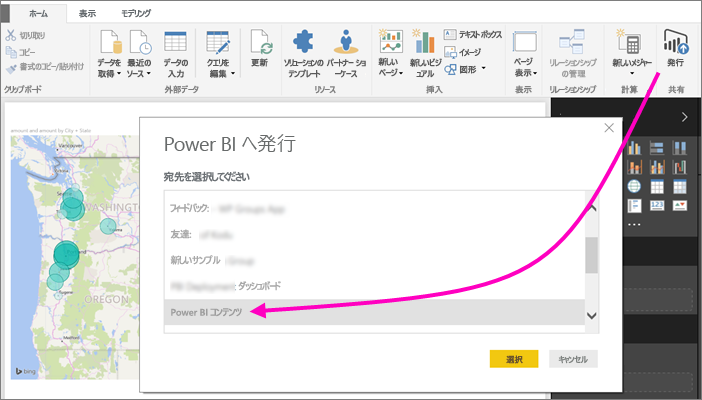 ホーム 表示 モデリング
切り取り
コピー
書式のコピー/貼り付け
クリップボード
データを取得
最近のソース
データの入力
クエリを編集
外部データ
更新
ソリューションのテンプレート
パートナー ショーケース
リソース
新しいページ
新しいビジュアル
テキスト ボックス
イメージ
図形
挿入
ページ表示
表示
リレーションシップの管理
リレーションシップ
新しいメジャー
計算
発行
共有
amount and amount by City + State
Vancouver
WASHINGTON
OREGON
Medford
bing
Power BI へ発行
宛先を選択してください
フィードバック:
友達:
新しいサンプル
ダッシュボード
Power BI コンテンツ
選択
キャンセル
123